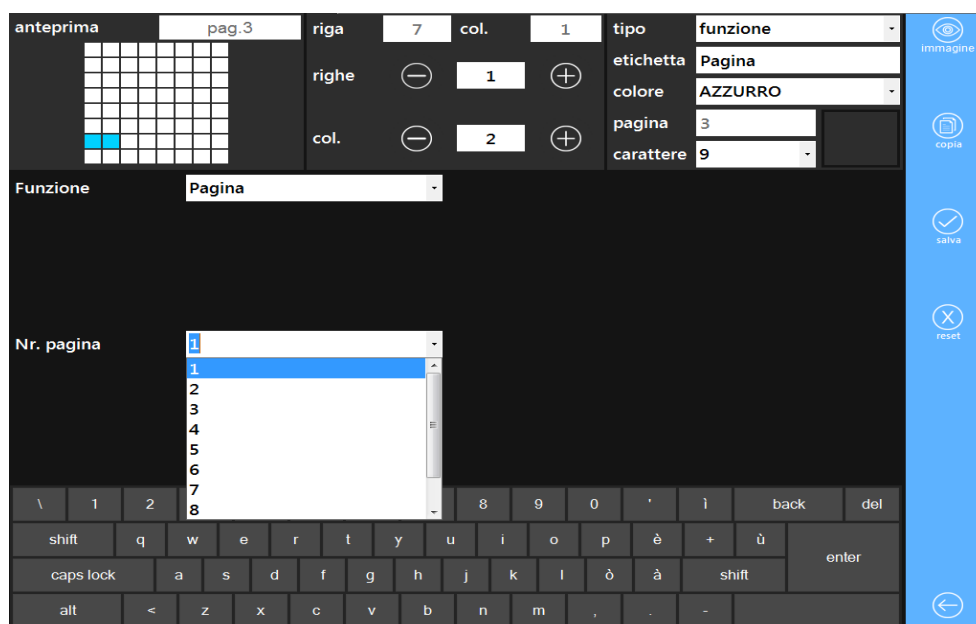 anteprima pag.3 riga 7 col. 1 tipo funzione
immagine
etichetta Pagina
righe 1
colore AZZURRO
pagina 3
copia
col. 2
carattere 9
Funzione Pagina
salva
reset
Nr. pagina 1
1
2
3
4
5
6
7
8
\ 1 2 8 9 0 ' ì back del
shift q w e r t y u i o p è + ù
enter
caps lock a s d f g h j k l ò à shift
alt < z x c v b n m , . -